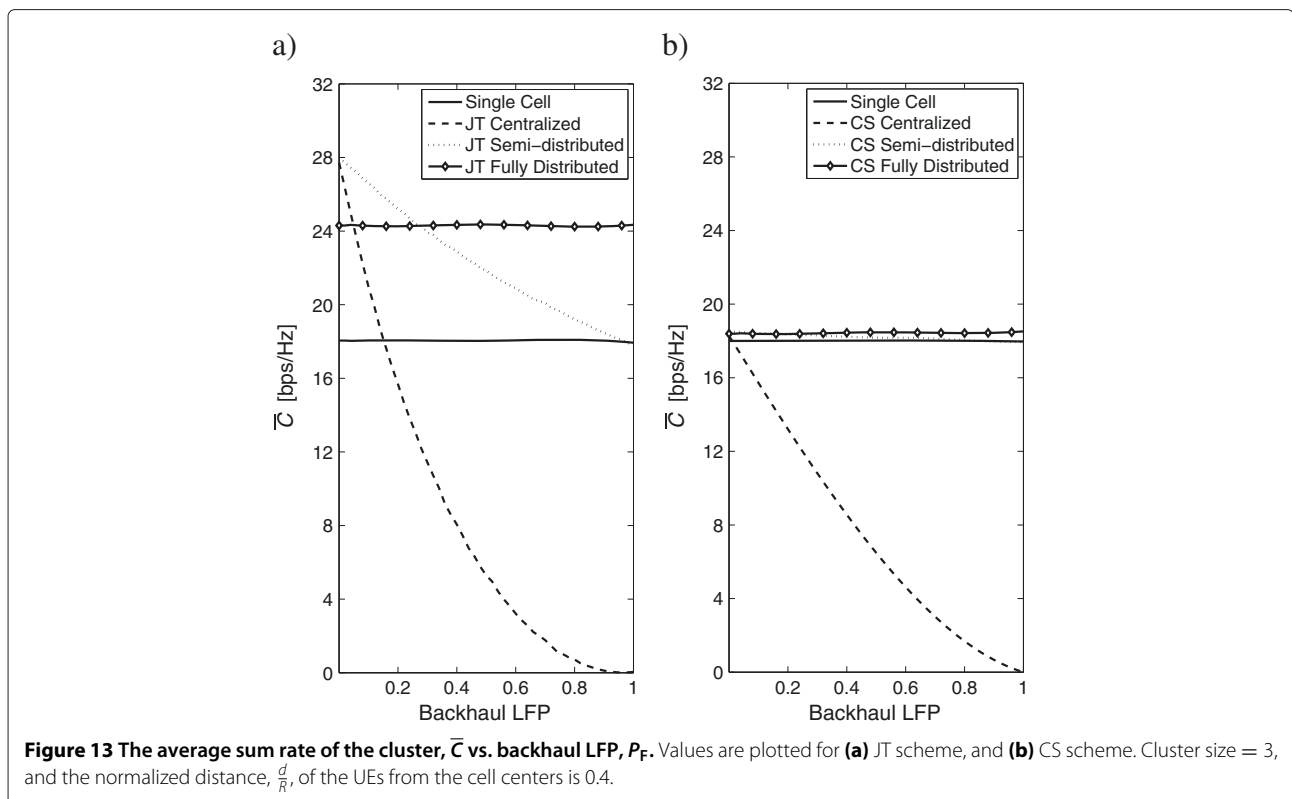 a)
32
28
24
20
16
12
8
4
0
C̅ [bps/Hz]
Single Cell
JT Centralized
JT Semi-distributed
JT Fully Distributed
0.2 0.4 0.6 0.8 1
Backhaul LFP
b)
32
28
24
20
16
12
8
4
0
C̅ [bps/Hz]
Single Cell
CS Centralized
CS Semi-distributed
CS Fully Distributed
0.2 0.4 0.6 0.8 1
Backhaul LFP
Figure 13 The average sum rate of the cluster, C̅ vs. backhaul LFP, P_F. Values are plotted for (a) JT scheme, and (b) CS scheme. Cluster size = 3,
and the normalized distance, d/R, of the UEs from the cell centers is 0.4.